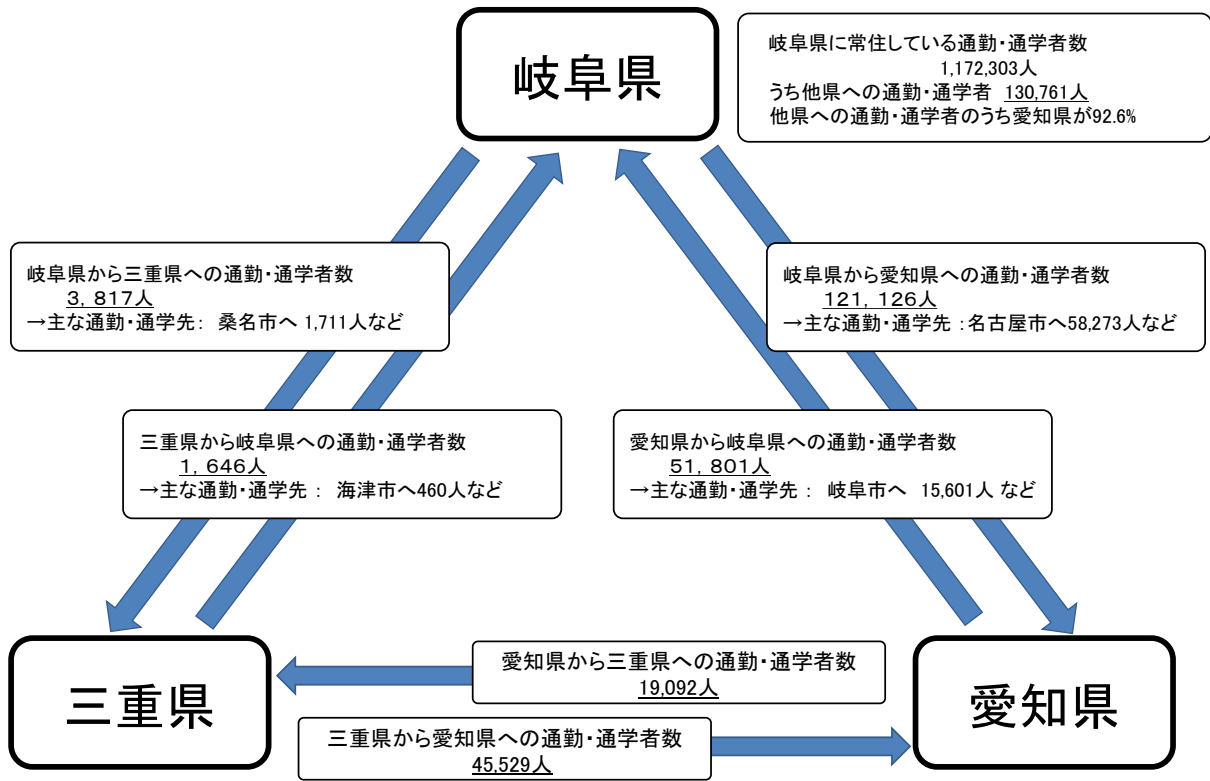 岐阜県
岐阜県に常住している通勤・通学者数
1,172,303人
うち他県への通勤・通学者 130,761人
他県への通勤・通学者のうち愛知県が92.6%
岐阜県から三重県への通勤・通学者数
3,817人
→主な通勤・通学先： 桑名市へ 1,711人など
岐阜県から愛知県への通勤・通学者数
121,126人
→主な通勤・通学先：名古屋市へ58,273人など
三重県から岐阜県への通勤・通学者数
1,646人
→主な通勤・通学先： 海津市へ460人など
愛知県から岐阜県への通勤・通学者数
51,801人
→主な通勤・通学先： 岐阜市へ 15,601人 など
三重県
愛知県から三重県への通勤・通学者数
19,092人
三重県から愛知県への通勤・通学者数
45,529人
愛知県